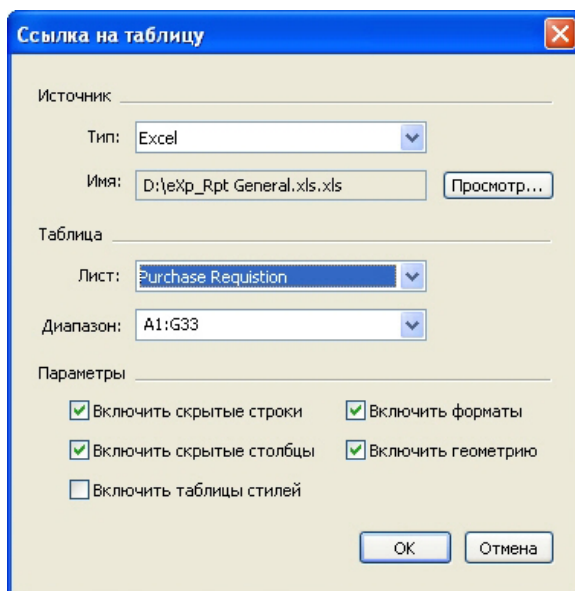 Ссылка на таблицу
Источник
Тип: Excel
Имя: D:\eXp_Rpt General.xls.xls Просмотр...
Таблица
Лист: Purchase Requistion
Диапазон: A1:G33
Параметры
Включить скрытые строки Включить форматы
Включить скрытые столбцы Включить геометрию
Включить таблицы стилей
OK Отмена